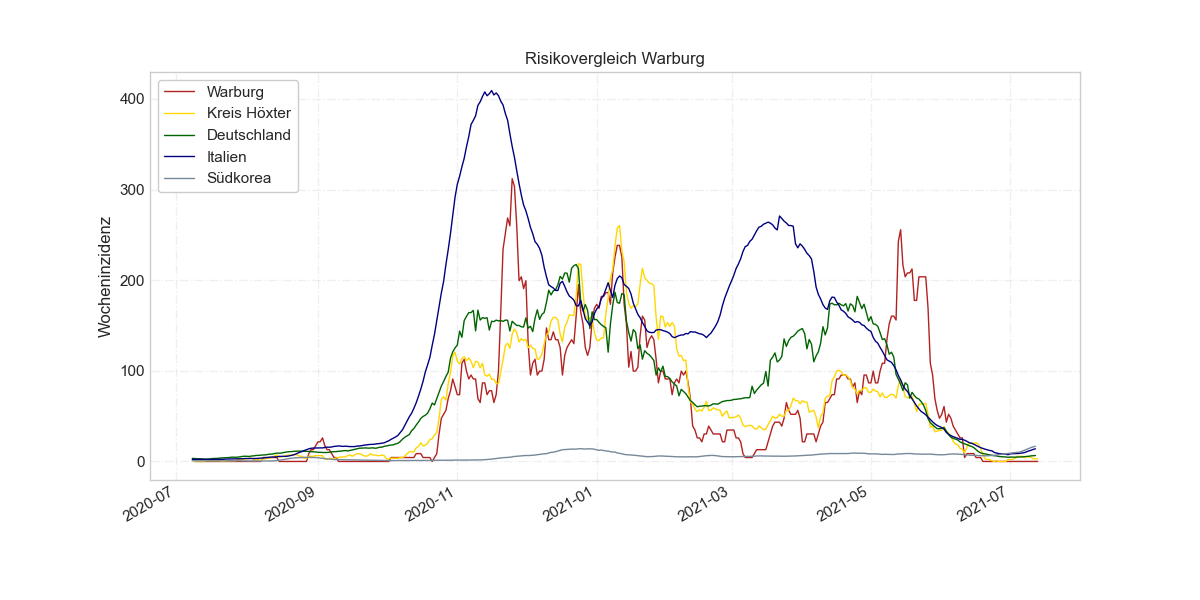 Risikovergleich Warburg
Wocheninzidenz
400
300
200
100
0
Warburg
Kreis Höxter
Deutschland
Italien
Südkorea
2020-07
2020-09
2020-11
2021-01
2021-03
2021-05
2021-07